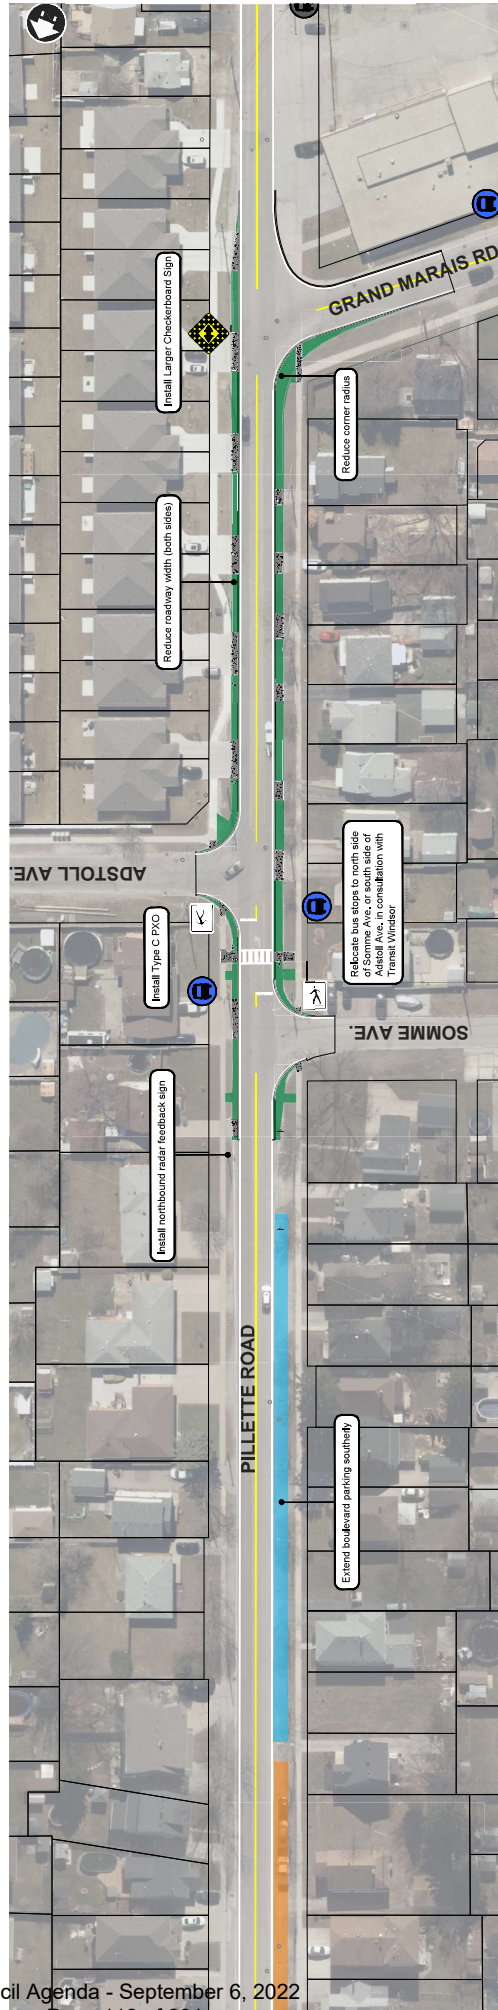 Install Larger Checkerboard Sign
GRAND MARAIS RD
Reduce corner radius
Reduce roadway width (both sides)
ADSTOLL AVE.
Relocate bus stops to north side
of Somme Ave. or south side of
Adstoll Ave. in consultation with
Transit Windsor
Install Type C PXO
SOMME AVE.
Install northbound radar feedback sign
PILLETTE ROAD
Extend boulevard parking southerly
cil Agenda - September 6, 2022